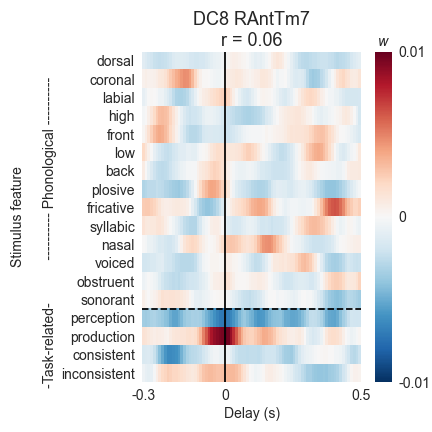 DC8 RAntTm7
r = 0.06
w
dorsal
coronal
labial
high
front
low
back
plosive
fricative
syllabic
nasal
voiced
obstruent
sonorant
perception
production
consistent
inconsistent
Stimulus feature
---------- Phonological ----------
-Task-related-
0.01
0
-0.01
-0.3
0
0.5
Delay (s)